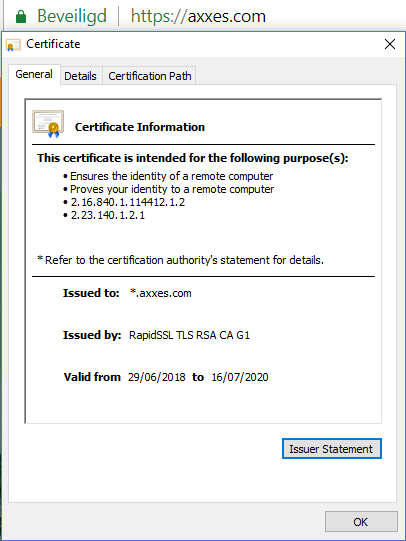 Beveiligd https://axxes.com
Certificate
General Details Certification Path
Certificate Information
This certificate is intended for the following purpose(s):
• Ensures the identity of a remote computer
• Proves your identity to a remote computer
• 2.16.840.1.114412.1.2
• 2.23.140.1.2.1
* Refer to the certification authority's statement for details.
Issued to: *.axxes.com
Issued by: RapidSSL TLS RSA CA G1
Valid from 29/06/2018 to 16/07/2020
Issuer Statement
OK